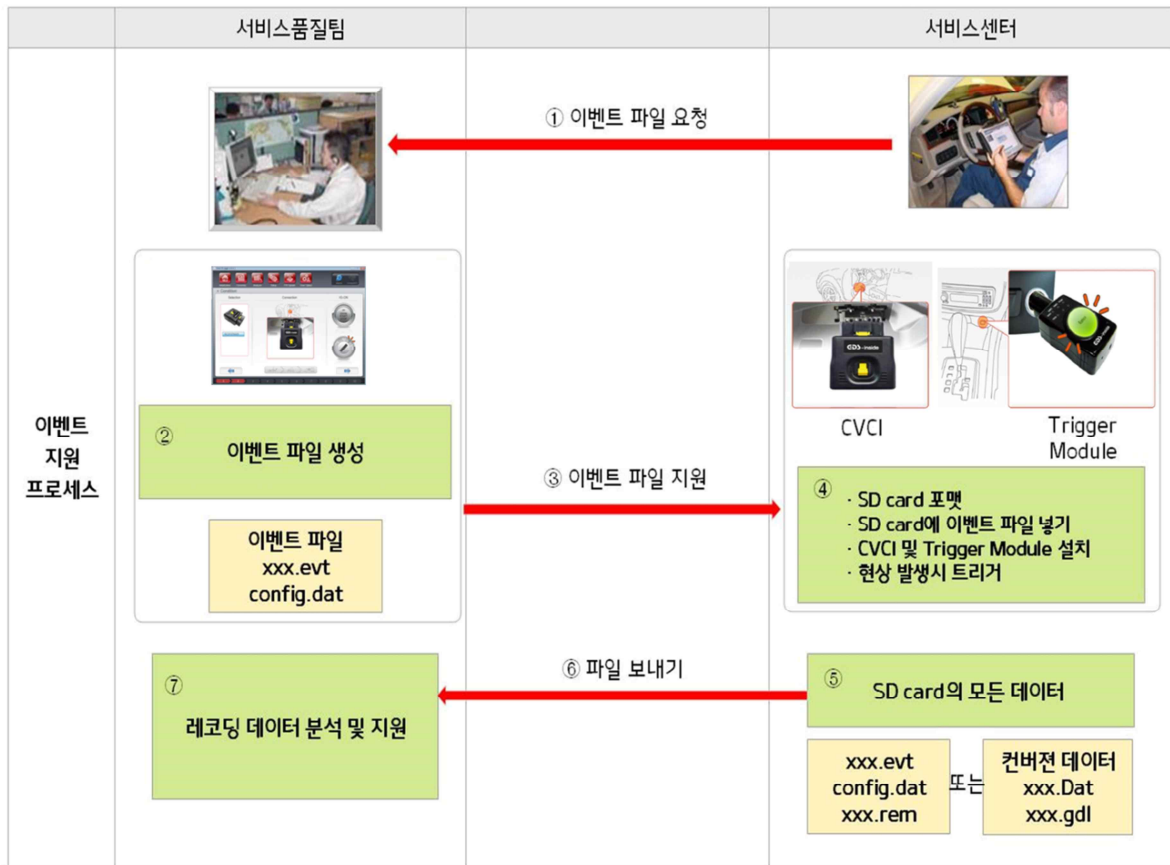 서비스품질팀
서비스센터
이벤트
지원
프로세스
① 이벤트 파일 요청
②
이벤트 파일 생성
이벤트 파일
xxx.evt
config.dat
③ 이벤트 파일 지원
GDS-inside
CVCI
Trigger
Module
④
· SD card 포맷
· SD card에 이벤트 파일 넣기
· CVCI 및 Trigger Module 설치
· 현상 발생시 트리거
⑤
SD card의 모든 데이터
xxx.evt
config.dat
xxx.rem
또는
컨버젼 데이터
xxx.Dat
xxx.gdl
⑥ 파일 보내기
⑦
레코딩 데이터 분석 및 지원